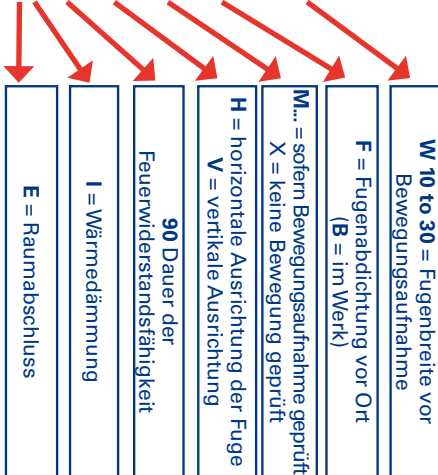 E = Raumabschluss
I = Wärmedämmung
90 Dauer der
Feuerwiderstandsfähigkeit
H = horizontale Ausrichtung der Fuge
V = vertikale Ausrichtung
M... = sofern Bewegungsaufnahme geprüft
X = keine Bewegung geprüft
F = Fugenabdichtung vor Ort
(B = im Werk)
W 10 to 30 = Fugenbreite vor
Bewegungsaufnahme